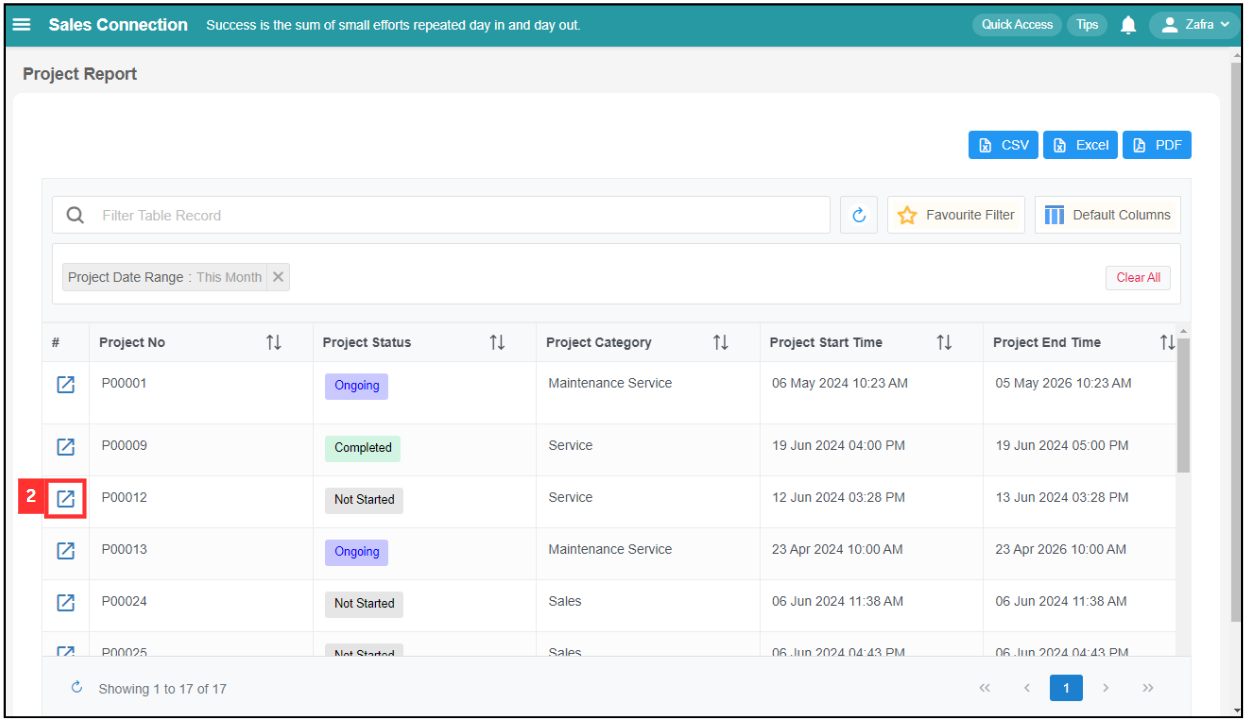 Sales Connection Success is the sum of small efforts repeated day in and day out. Quick Access Tips Zafra
Project Report
CSV Excel PDF
Filter Table Record Favourite Filter Default Columns
Project Date Range : This Month Clear All
# Project No Project Status Project Category Project Start Time Project End Time
P00001 Ongoing Maintenance Service 06 May 2024 10:23 AM 05 May 2026 10:23 AM
P00009 Completed Service 19 Jun 2024 04:00 PM 19 Jun 2024 05:00 PM
2 P00012 Not Started Service 12 Jun 2024 03:28 PM 13 Jun 2024 03:28 PM
P00013 Ongoing Maintenance Service 23 Apr 2024 10:00 AM 23 Apr 2026 10:00 AM
P00024 Not Started Sales 06 Jun 2024 11:38 AM 06 Jun 2024 11:38 AM
P00025 Not Started Sales 06 Jun 2024 04:43 PM 06 Jun 2024 04:43 PM
Showing 1 to 17 of 17 << < 1 > >>